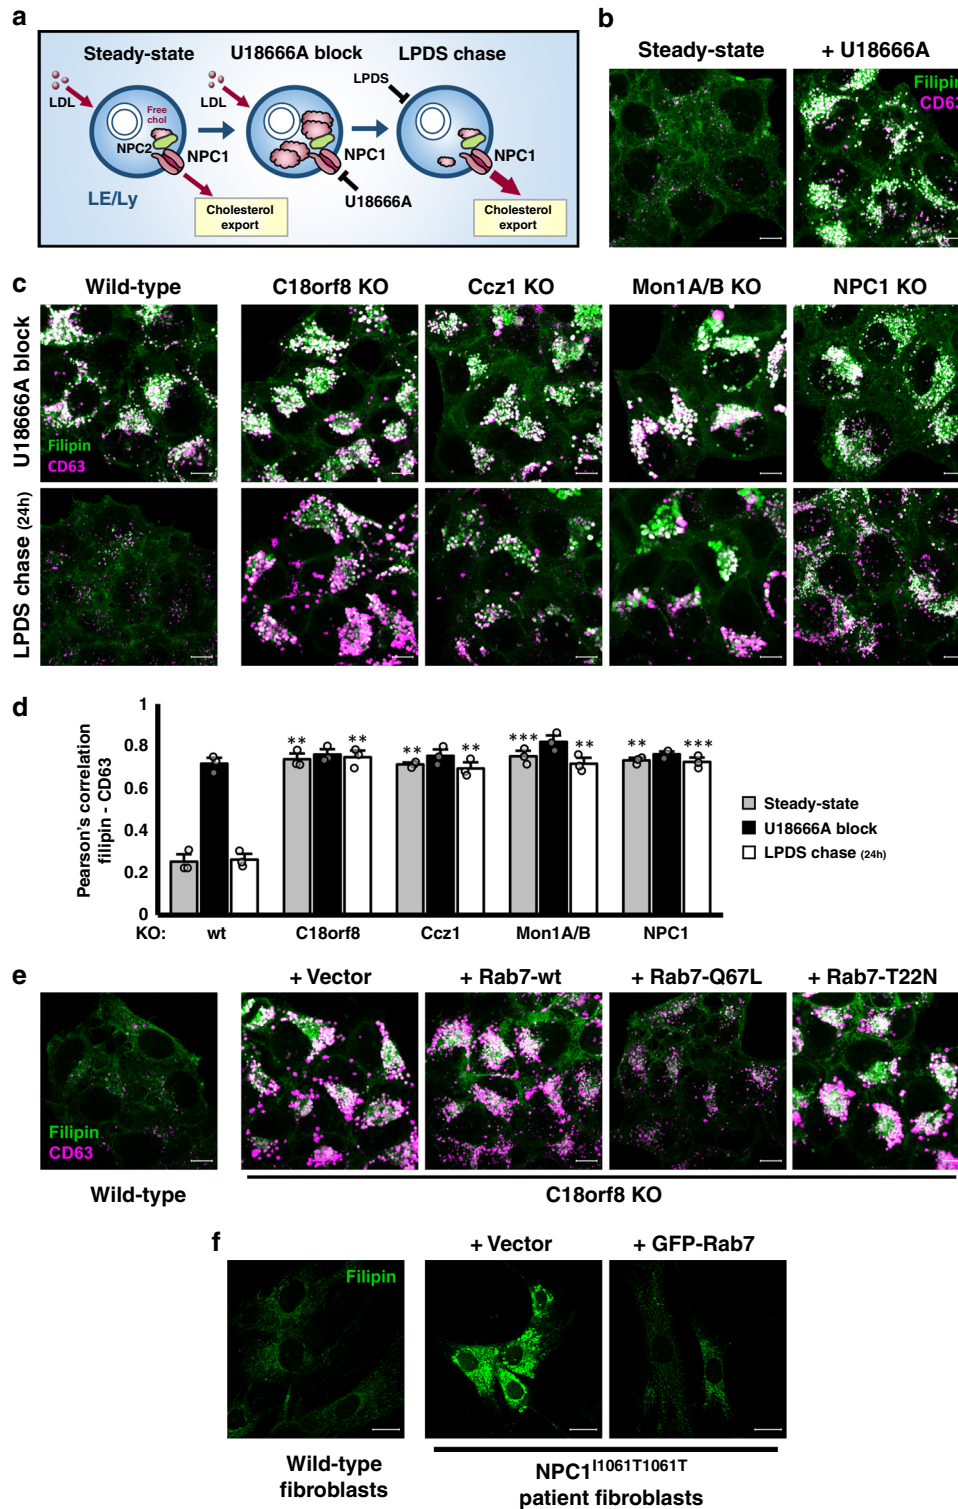 a
Steady-state
U18666A block
LPDS chase
LDL
Free
chol
NPC2
NPC1
LE/Ly
Cholesterol
export
LDL
NPC1
U18666A
LPDS
NPC1
Cholesterol
export
b
Steady-state
+ U18666A
Filipin
CD63
c
Wild-type
C18orf8 KO
Ccz1 KO
Mon1A/B KO
NPC1 KO
U18666A block
Filipin
CD63
LPDS chase (24h)
d
Pearson's correlation
filipin - CD63
1
0.8
0.6
0.4
0.2
0
** ** ** ** *** ** ** ***
KO: wt C18orf8 Ccz1 Mon1A/B NPC1
Steady-state
U18666A block
LPDS chase (24h)
e
+ Vector
+ Rab7-wt
+ Rab7-Q67L
+ Rab7-T22N
Filipin
CD63
Wild-type
C18orf8 KO
f
+ Vector
+ GFP-Rab7
Filipin
Wild-type
fibroblasts
NPC1I1061T1061T
patient fibroblasts